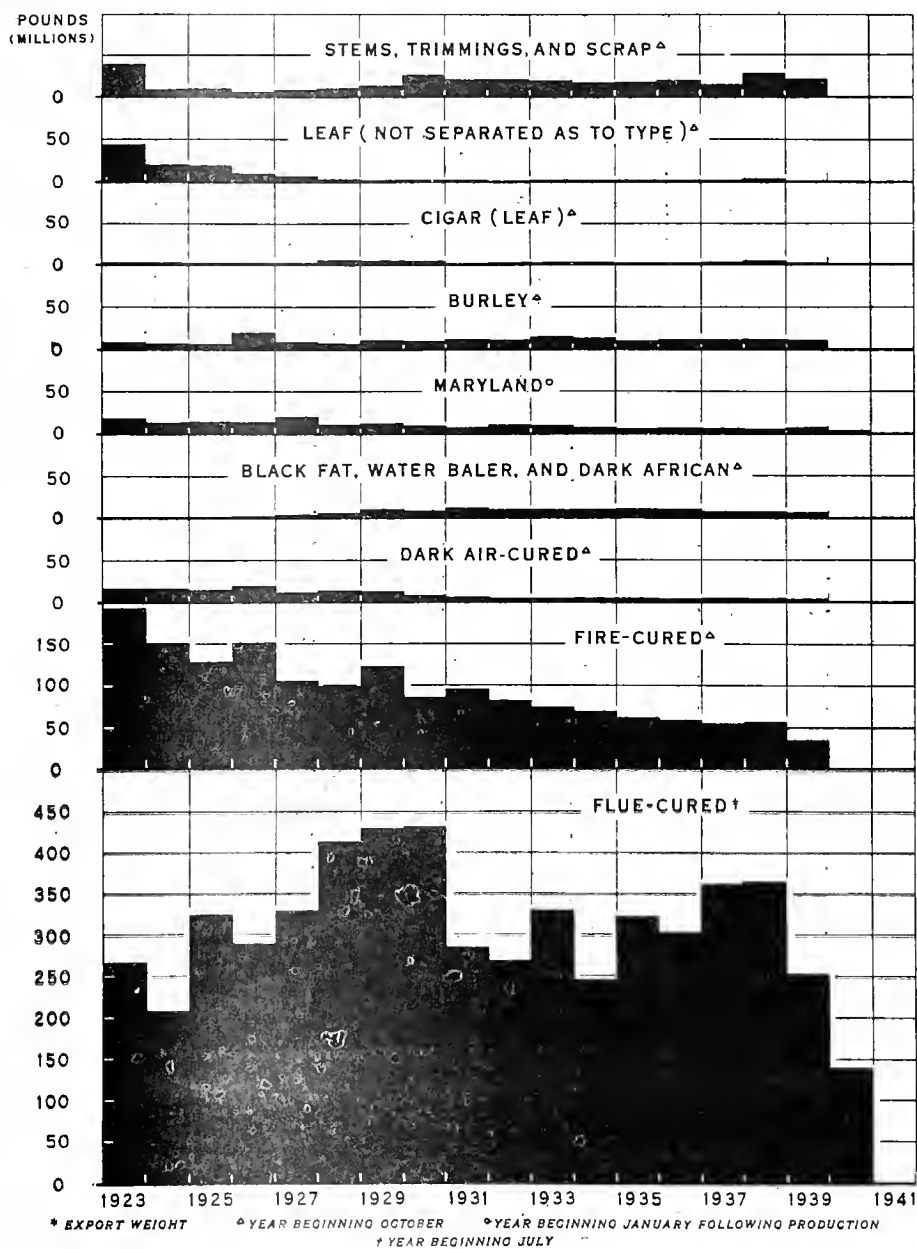 POUNDS
(MILLIONS)
STEMS, TRIMMINGS, AND SCRAP△
0
LEAF (NOT SEPARATED AS TO TYPE)△
50
0
CIGAR (LEAF)△
50
0
BURLEY△
50
0
MARYLAND○
50
0
BLACK FAT, WATER BALER, AND DARK AFRICAN△
50
0
DARK AIR-CURED△
50
0
FIRE-CURED△
150
100
50
0
FLUE-CURED†
450
400
350
300
250
200
150
100
50
0
1923 1925 1927 1929 1931 1933 1935 1937 1939 1941
* EXPORT WEIGHT △ YEAR BEGINNING OCTOBER ○ YEAR BEGINNING JANUARY FOLLOWING PRODUCTION
† YEAR BEGINNING JULY